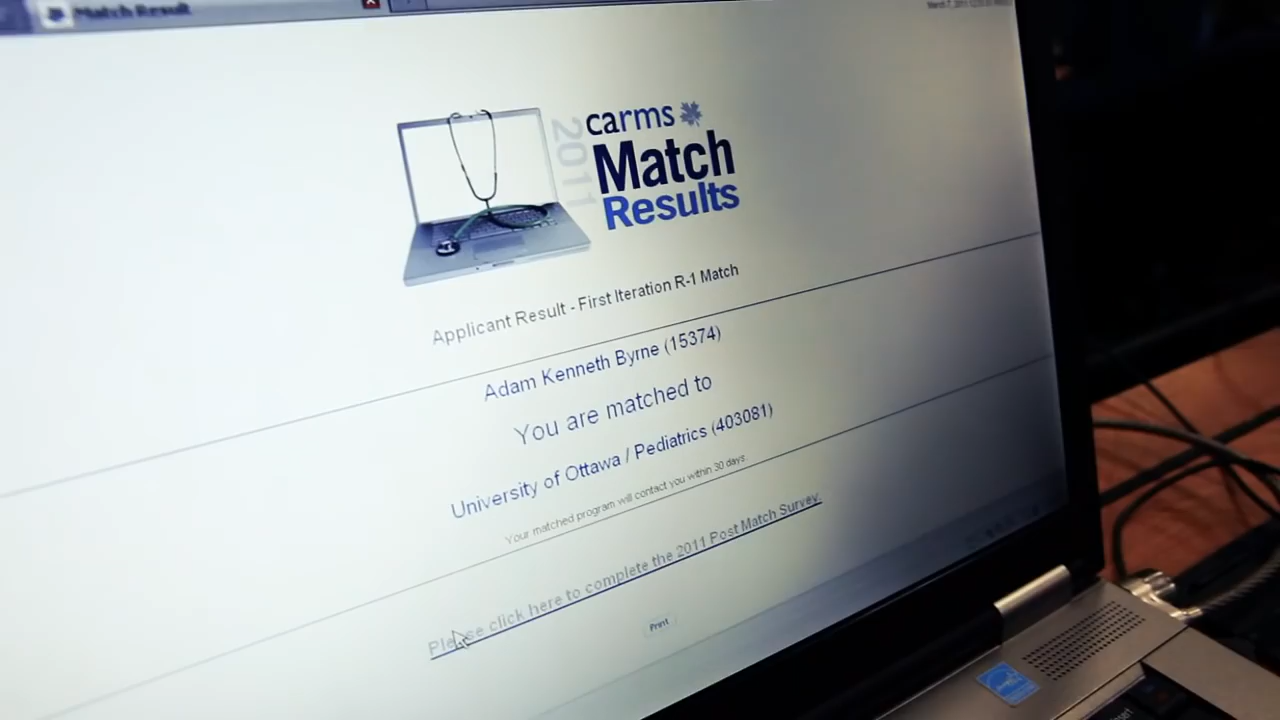 Match Result
2011
carms
Match
Results
Applicant Result - First Iteration R-1 Match
Adam Kenneth Byrne (15374)
You are matched to
University of Ottawa / Pediatrics (403081)
Your matched program will contact you within 30 days.
Please click here to complete the 2011 Post Match Survey.
Print